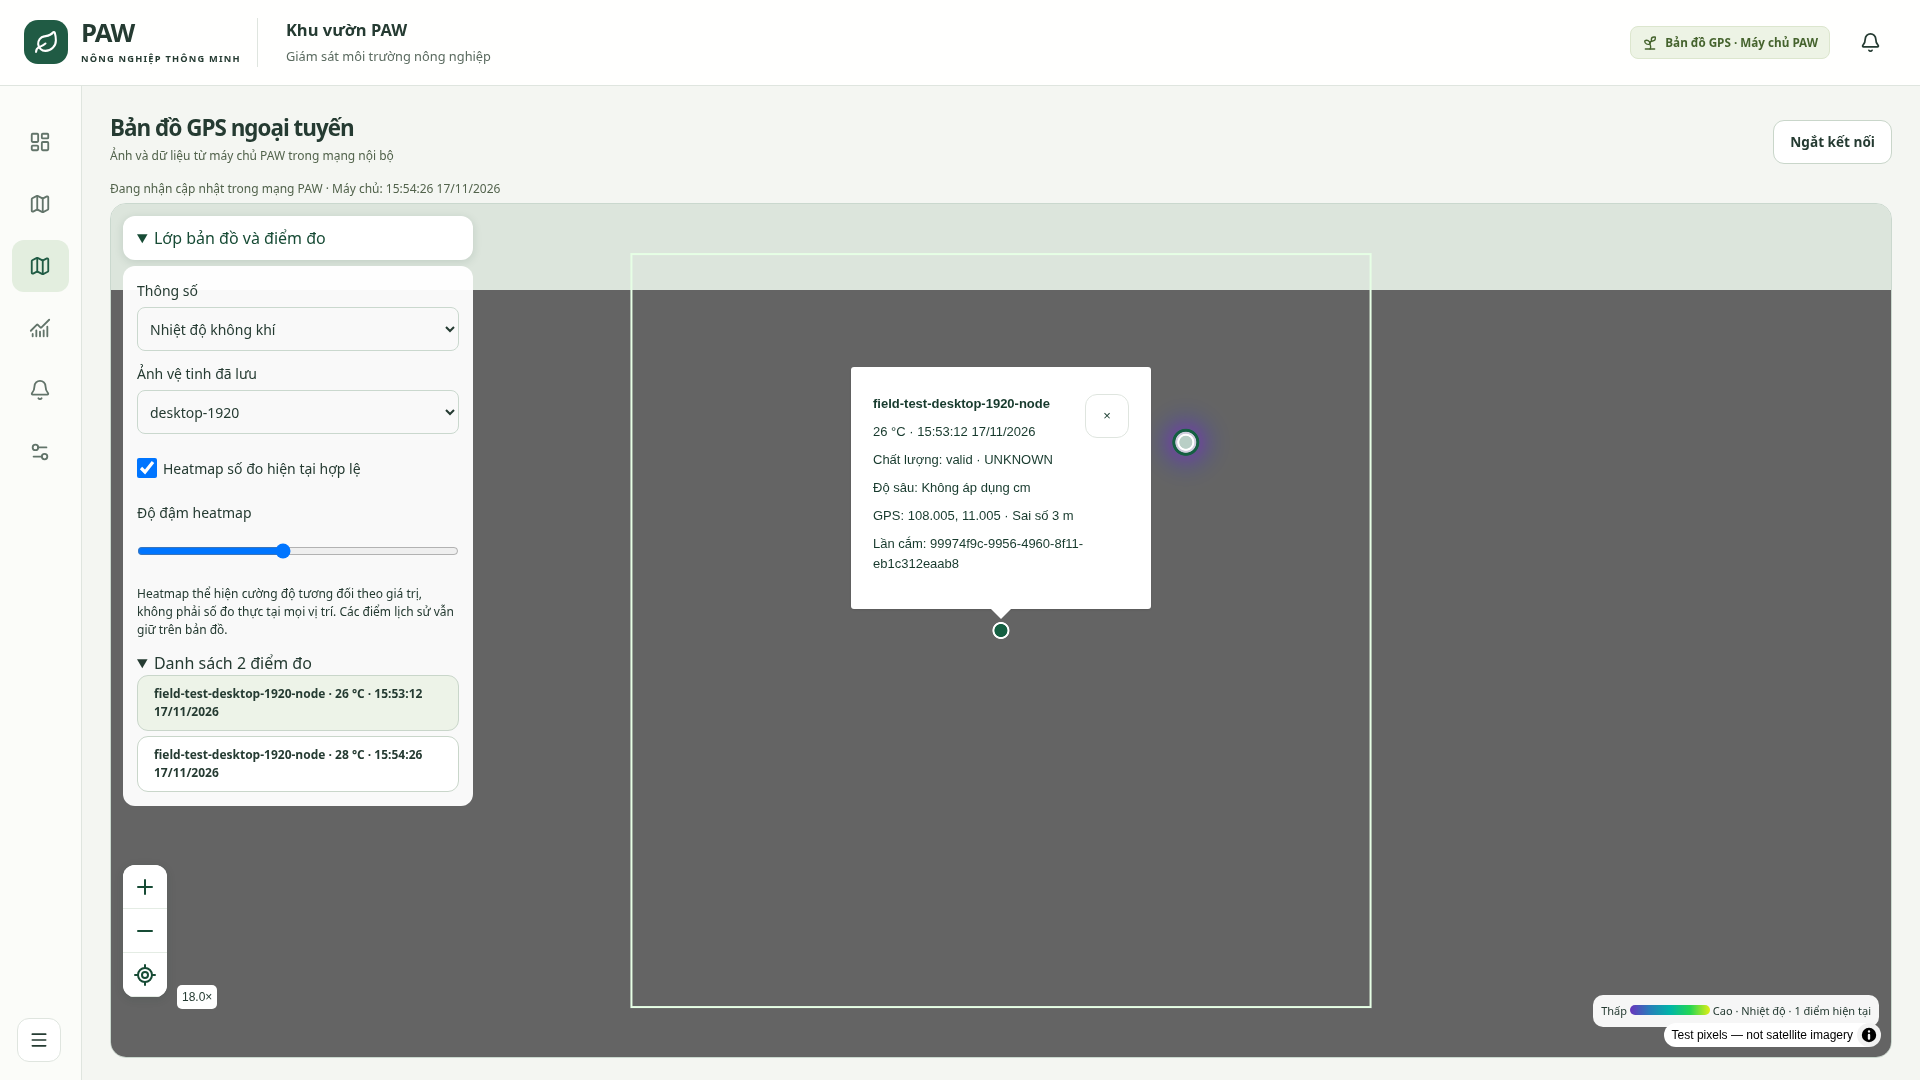 PAW
NÔNG NGHIỆP THÔNG MINH
Khu vườn PAW
Giám sát môi trường nông nghiệp
Bản đồ GPS · Máy chủ PAW
Bản đồ GPS ngoại tuyến
Ảnh và dữ liệu từ máy chủ PAW trong mạng nội bộ
Ngắt kết nối
Đang nhận cập nhật trong mạng PAW · Máy chủ: 15:54:26 17/11/2026
▼ Lớp bản đồ và điểm đo
Thông số
Nhiệt độ không khí
Ảnh vệ tinh đã lưu
desktop-1920
Heatmap số đo hiện tại hợp lệ
Độ đậm heatmap
Heatmap thể hiện cường độ tương đối theo giá trị,
không phải số đo thực tại mọi vị trí. Các điểm lịch sử vẫn
giữ trên bản đồ.
▼ Danh sách 2 điểm đo
field-test-desktop-1920-node · 26 °C · 15:53:12
17/11/2026
field-test-desktop-1920-node · 28 °C · 15:54:26
17/11/2026
field-test-desktop-1920-node
×
26 °C · 15:53:12 17/11/2026
Chất lượng: valid · UNKNOWN
Độ sâu: Không áp dụng cm
GPS: 108.005, 11.005 · Sai số 3 m
Lần cắm: 99974f9c-9956-4960-8f11-
eb1c312eaab8
18.0×
Thấp Cao · Nhiệt độ · 1 điểm hiện tại
Test pixels — not satellite imagery